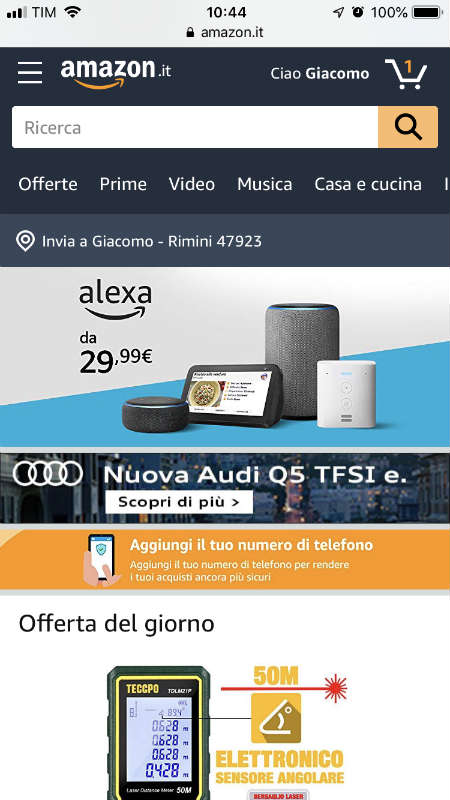 TIM 10:44 100%
amazon.it
amazon.it
Ciao Giacomo
1
Ricerca
Offerte Prime Video Musica Casa e cucina
Invia a Giacomo - Rimini 47923
alexa
da
29,99€
Nuova Audi Q5 TFSI e.
Scopri di più >
Aggiungi il tuo numero di telefono
Aggiungi il tuo numero di telefono per rendere
i tuoi acquisti ancora più sicuri
Offerta del giorno
50M
TECCPO
TDLM21P
89.4°
0.628 m
0.628 m
0.628 m
0.428 m
Laser Distance Meter 50M
ELETTRONICO
SENSORE ANGOLARE
BERSAGLIO LASER